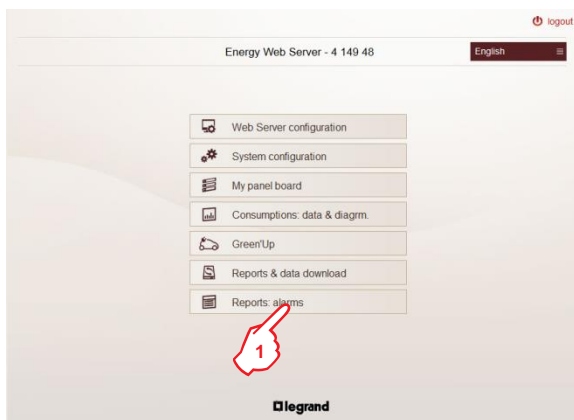 logout
Energy Web Server - 4 149 48
English
Web Server configuration
System configuration
My panel board
Consumptions: data & diagrm.
Green'Up
Reports & data download
Reports: alarms
1
legrand